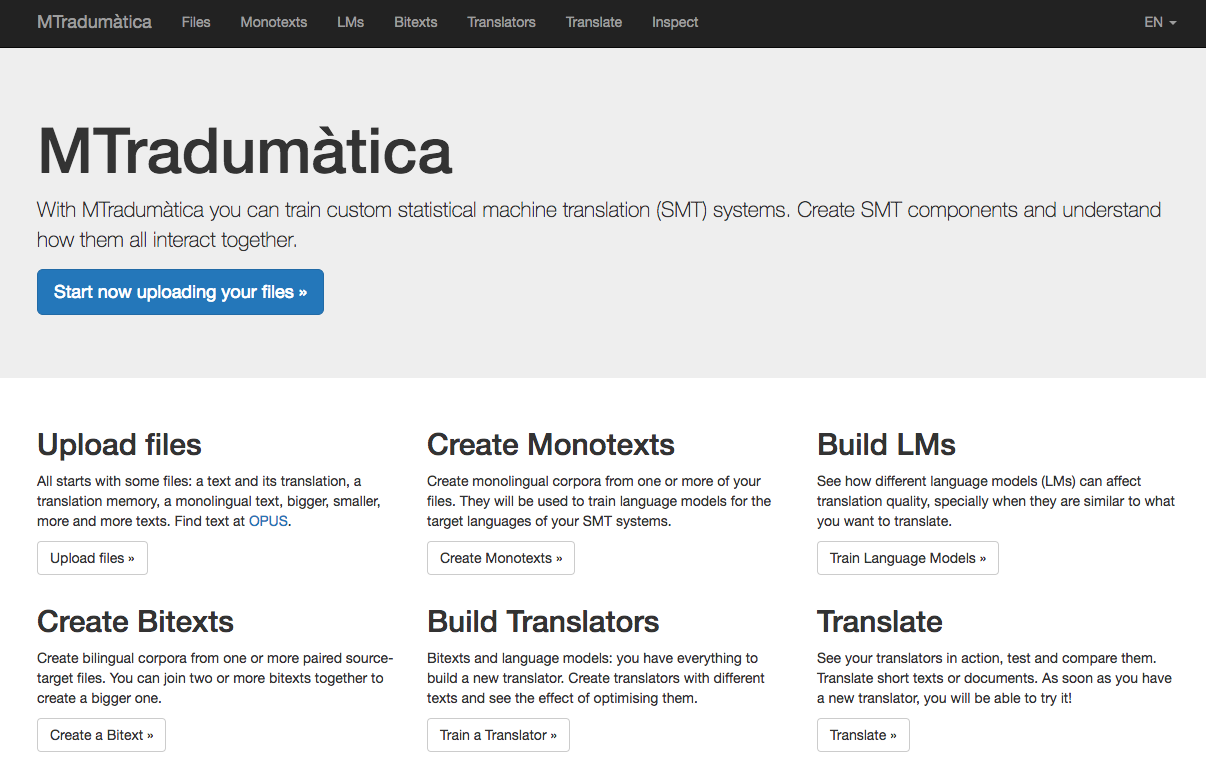 MTradumàtica Files Monotexts LMs Bitexts Translators Translate Inspect EN
MTradumàtica
With MTradumàtica you can train custom statistical machine translation (SMT) systems. Create SMT components and understand
how them all interact together.
Start now uploading your files »
Upload files
All starts with some files: a text and its translation, a
translation memory, a monolingual text, bigger, smaller,
more and more texts. Find text at OPUS.
Upload files »
Create Monotexts
Create monolingual corpora from one or more of your
files. They will be used to train language models for the
target languages of your SMT systems.
Create Monotexts »
Build LMs
See how different language models (LMs) can affect
translation quality, specially when they are similar to what
you want to translate.
Train Language Models »
Create Bitexts
Create bilingual corpora from one or more paired source-
target files. You can join two or more bitexts together to
create a bigger one.
Create a Bitext »
Build Translators
Bitexts and language models: you have everything to
build a new translator. Create translators with different
texts and see the effect of optimising them.
Train a Translator »
Translate
See your translators in action, test and compare them.
Translate short texts or documents. As soon as you have
a new translator, you will be able to try it!
Translate »